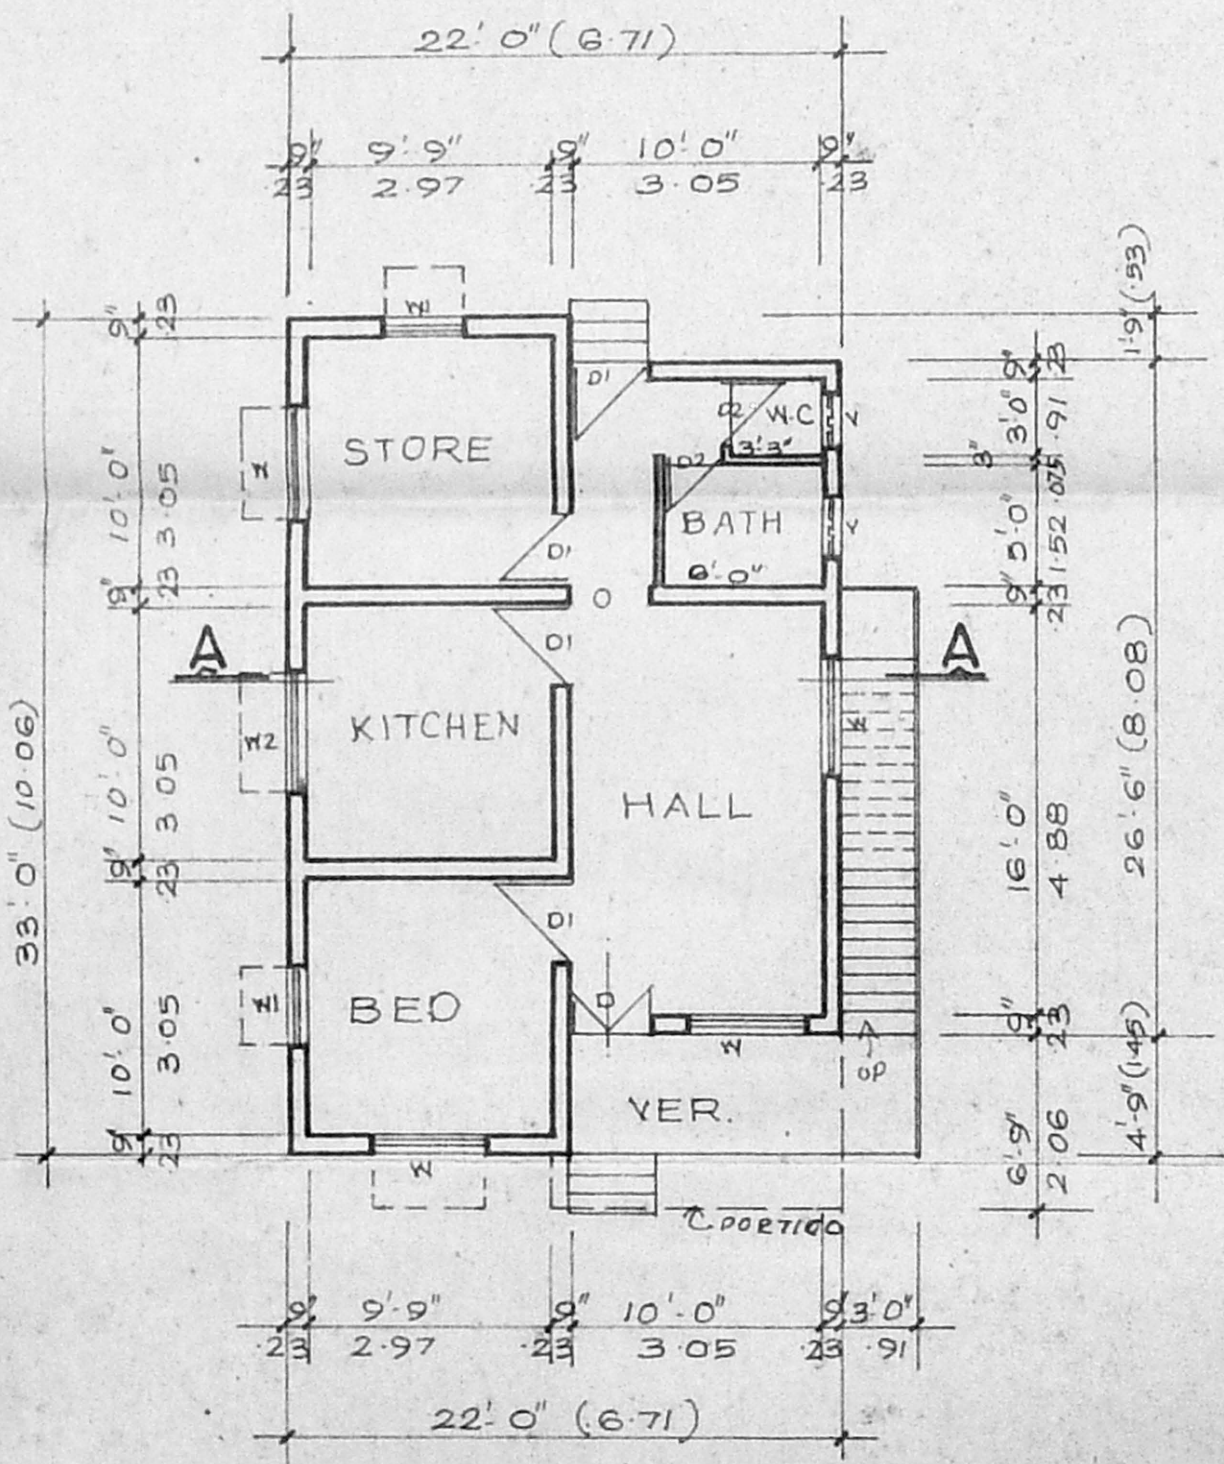 22'-0" (6.71)
9" 9'-9" 9" 10'-0" 9"
.23 2.97 .23 3.05 .23
1'-9" (.53)
9" 10'-0" 9" 10'-0" 9" 10'-0" 9"
.23 3.05 .23 3.05 .23 3.05 .23
33'-0" (10.06)
W1
D1
D2 W.C V
3'-3"
STORE
W
D2
BATH V
6'-0"
D1
O
9" 3'-0" 3" 5'-0" 9" 16'-0" 9" 6'-9"
.23 .91 .075 1.52 .23 4.88 .23 2.06
26'-6" (8.08)
4'-9" (1.45)
A A
D1
W2 KITCHEN W
HALL
D1
W1 BED D
W
UP
VER.
W
PORTICO
9" 9'-9" 9" 10'-0" 9" 3'-0"
.23 2.97 .23 3.05 .23 .91
22'-0" (6.71)